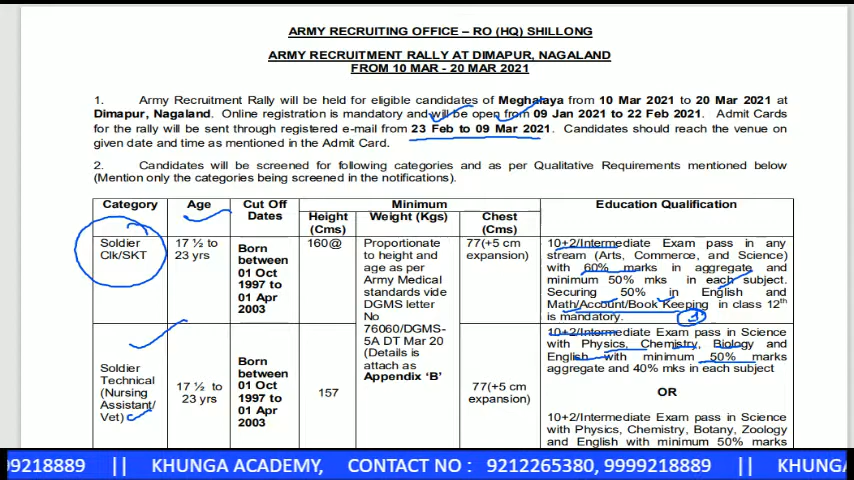 ARMY RECRUITING OFFICE – RO (HQ) SHILLONG
ARMY RECRUITMENT RALLY AT DIMAPUR, NAGALAND
FROM 10 MAR - 20 MAR 2021
1. Army Recruitment Rally will be held for eligible candidates of Meghalaya from 10 Mar 2021 to 20 Mar 2021 at
Dimapur, Nagaland. Online registration is mandatory and will be open from 09 Jan 2021 to 22 Feb 2021. Admit Cards
for the rally will be sent through registered e-mail from 23 Feb to 09 Mar 2021. Candidates should reach the venue on
given date and time as mentioned in the Admit Card.
2. Candidates will be screened for following categories and as per Qualitative Requirements mentioned below
(Mention only the categories being screened in the notifications).
Category Age Cut Off Dates Minimum Education Qualification
Height (Cms) Weight (Kgs) Chest (Cms)
Soldier
Clk/SKT
17 ½ to
23 yrs
Born
between
01 Oct
1997 to
01 Apr
2003
160@
Proportionate
to height and
age as per
Army Medical
standards vide
DGMS letter
No
76060/DGMS-
5A DT Mar 20
(Details is
attach as
Appendix ‘B’
77(+5 cm
expansion)
10+2/Intermediate Exam pass in any
stream (Arts, Commerce, and Science)
with 60% marks in aggregate and
minimum 50% mks in each subject.
Securing 50% in English and
Math/Account/Book Keeping in class 12th
is mandatory.
Soldier
Technical
(Nursing
Assistant/
Vet)
17 ½ to
23 yrs
Born
between
01 Oct
1997 to
01 Apr
2003
157
77(+5 cm
expansion)
10+2/Intermediate Exam pass in Science
with Physics, Chemistry, Biology and
English with minimum 50% marks
aggregate and 40% mks in each subject
OR
10+2/Intermediate Exam pass in Science
with Physics, Chemistry, Botany, Zoology
and English with minimum 50% marks
99218889 || KHUNGA ACADEMY, CONTACT NO : 9212265380, 9999218889 || KHUNGA